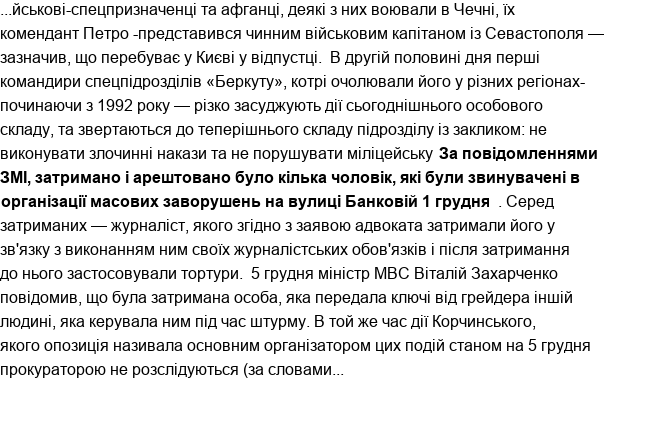 ...йськові-спецпризначенці та афганці, деякі з них воювали в Чечні, їх
комендант Петро -представився чинним військовим капітаном із Севастополя —
зазначив, що перебуває у Києві у відпустці.  В другій половині дня перші
командири спецпідрозділів «Беркуту», котрі очолювали його у різних регіонах-
починаючи з 1992 року — різко засуджують дії сьогоднішнього особового
складу, та звертаються до теперішнього складу підрозділу із закликом: не
виконувати злочинні накази та не порушувати міліцейську За повідомленнями
ЗМІ, затримано і арештовано було кілька чоловік, які були звинувачені в
організації масових заворушень на вулиці Банковій 1 грудня  . Серед
затриманих — журналіст, якого згідно з заявою адвоката затримали його у
зв'язку з виконанням ним своїх журналістських обов'язків і після затримання
до нього застосовували тортури.  5 грудня міністр МВС Віталій Захарченко
повідомив, що була затримана особа, яка передала ключі від грейдера іншій
людині, яка керувала ним під час штурму. В той же час дії Корчинського,
якого опозиція називала основним організатором цих подій станом на 5 грудня
прокураторою не розслідуються (за словами...